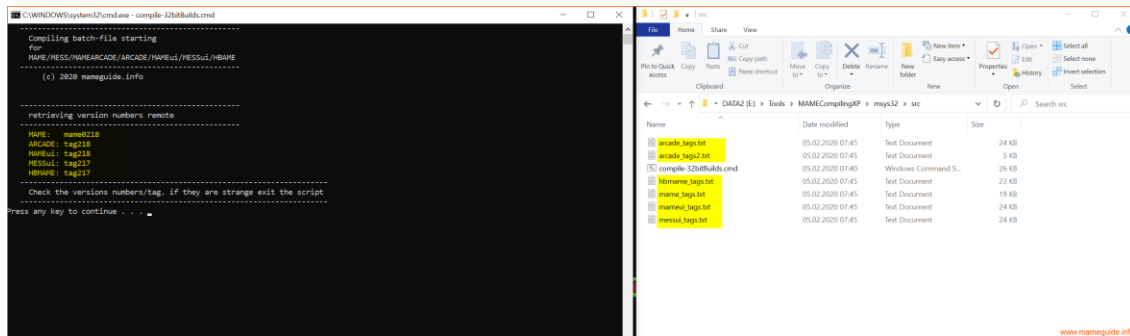 C:\WINDOWS\system32\cmd.exe - compile-32bitBuilds.cmd
----------------------------------------------
Compiling batch-file starting
for
MAME/MESS/MAMEARCADE/ARCADE/MAMEui/MESSui/HBMAME
----------------------------------------------
(c) 2020 mameguide.info
----------------------------------------------
retrieving version numbers remote
----------------------------------------------
MAME: mame0218
ARCADE: tag218
MAMEui: tag218
MESSui: tag217
HBMAME: tag217
----------------------------------------------
Check the versions numbers/tag. if they are strange exit the script
----------------------------------------------
Press any key to continue . . .
src
File Home Share View
Pin to Quick access
Copy
Paste
Cut
Copy path
Paste shortcut
Move to
Copy to
Delete
Rename
New folder
New item
Easy access
Properties
Open
Edit
History
Select all
Select none
Invert selection
Clipboard Organize New Open Select
DATA2 (E:) > Tools > MAMECompilingXP > msys32 > src
Search src
Name Date modified Type Size
arcade_tags.txt 05.02.2020 07:45 Text Document 24 KB
arcade_tags2.txt 05.02.2020 07:45 Text Document 5 KB
compile-32bitBuilds.cmd 05.02.2020 07:40 Windows Command S... 26 KB
hbmame_tags.txt 05.02.2020 07:45 Text Document 23 KB
mame_tags.txt 05.02.2020 07:45 Text Document 19 KB
mameui_tags.txt 05.02.2020 07:45 Text Document 24 KB
messui_tags.txt 05.02.2020 07:45 Text Document 24 KB
www.mameguide.inf